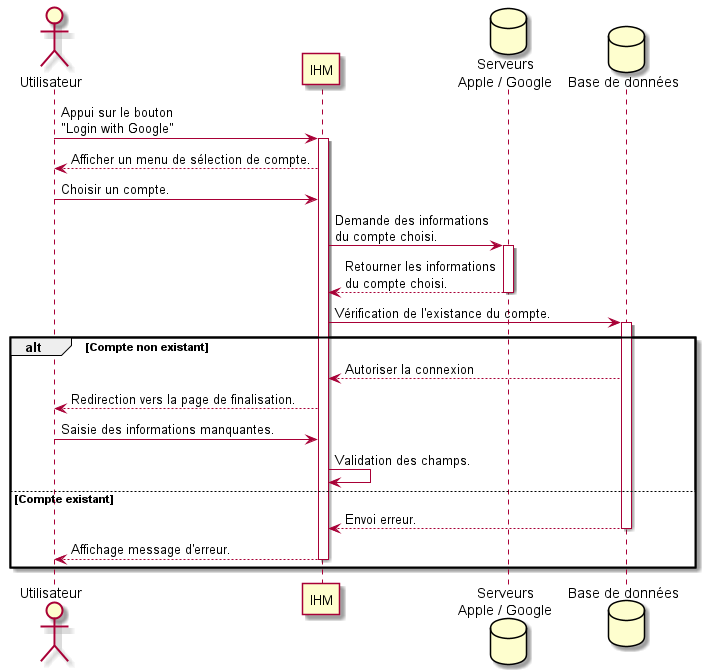 Utilisateur
IHM
Serveurs
Apple / Google
Base de données
Appui sur le bouton
"Login with Google"
Afficher un menu de sélection de compte.
Choisir un compte.
Demande des informations
du compte choisi.
Retourner les informations
du compte choisi.
Vérification de l'existance du compte.
alt
[Compte non existant]
Autoriser la connexion
Redirection vers la page de finalisation.
Saisie des informations manquantes.
Validation des champs.
[Compte existant]
Envoi erreur.
Affichage message d'erreur.
Utilisateur
IHM
Serveurs
Apple / Google
Base de données